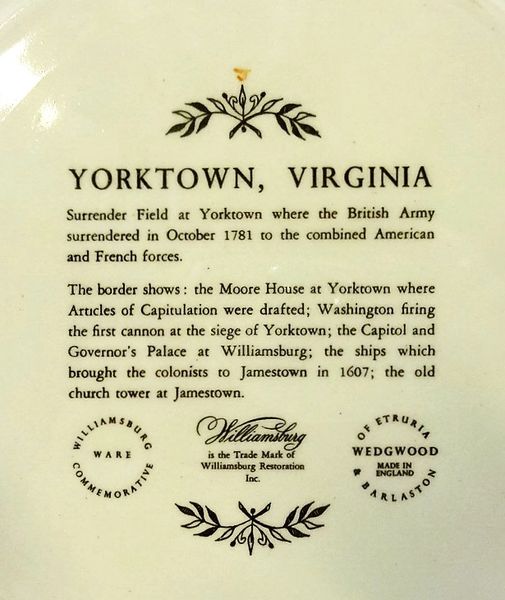 YORKTOWN, VIRGINIA
Surrender Field at Yorktown where the British Army
surrendered in October 1781 to the combined American
and French forces.
The border shows: the Moore House at Yorktown where
Articles of Capitulation were drafted; Washington firing
the first cannon at the siege of Yorktown; the Capitol and
Governor's Palace at Williamsburg; the ships which
brought the colonists to Jamestown in 1607; the old
church tower at Jamestown.
WILLIAMSBURG
WARE
COMMEMORATIVE
Williamsburg
is the Trade Mark of
Williamsburg Restoration
Inc.
OF ETRURIA
WEDGWOOD
MADE IN
ENGLAND
& BARLASTON